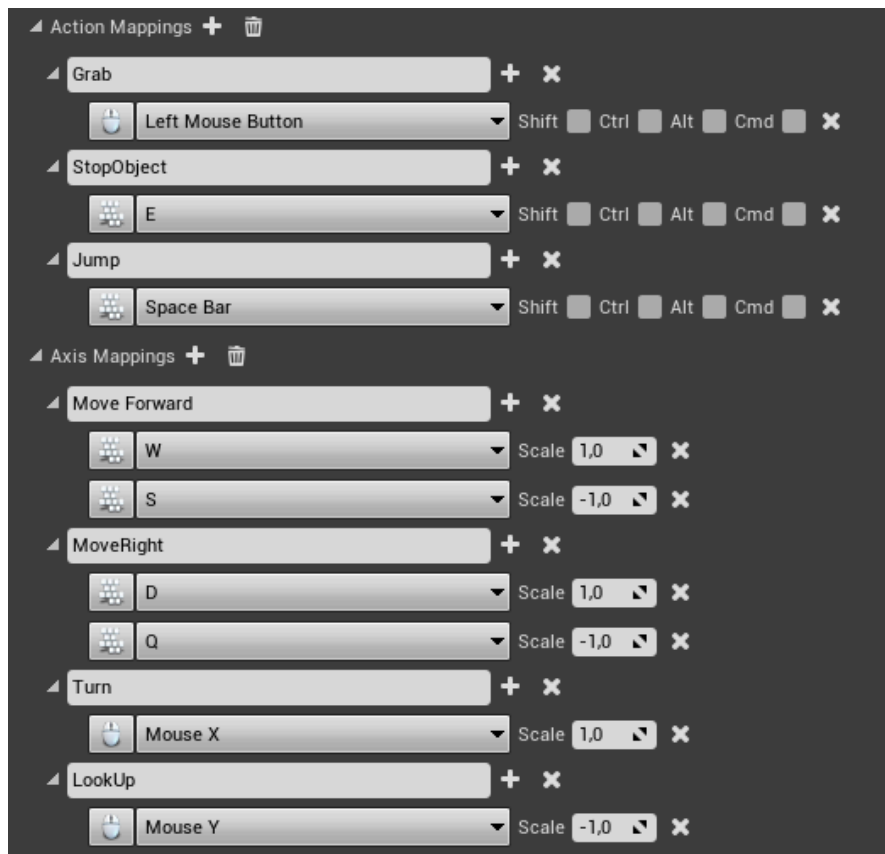 Action Mappings
Grab
Left Mouse Button Shift Ctrl Alt Cmd
StopObject
E Shift Ctrl Alt Cmd
Jump
Space Bar Shift Ctrl Alt Cmd
Axis Mappings
Move Forward
W Scale 1,0
S Scale -1,0
MoveRight
D Scale 1,0
Q Scale -1,0
Turn
Mouse X Scale 1,0
LookUp
Mouse Y Scale -1,0